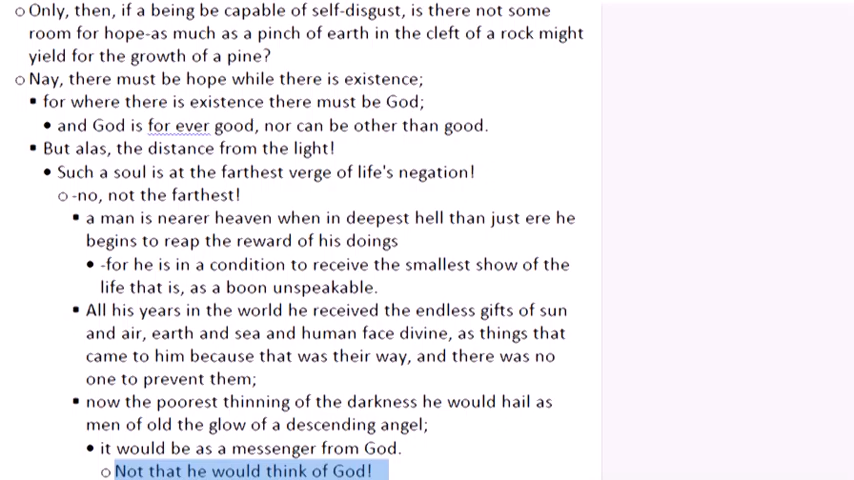 ○ Only, then, if a being be capable of self-disgust, is there not some
room for hope-as much as a pinch of earth in the cleft of a rock might
yield for the growth of a pine?
○ Nay, there must be hope while there is existence;
▪ for where there is existence there must be God;
• and God is for ever good, nor can be other than good.
▪ But alas, the distance from the light!
• Such a soul is at the farthest verge of life's negation!
○ -no, not the farthest!
▪ a man is nearer heaven when in deepest hell than just ere he
begins to reap the reward of his doings
• -for he is in a condition to receive the smallest show of the
life that is, as a boon unspeakable.
▪ All his years in the world he received the endless gifts of sun
and air, earth and sea and human face divine, as things that
came to him because that was their way, and there was no
one to prevent them;
▪ now the poorest thinning of the darkness he would hail as
men of old the glow of a descending angel;
• it would be as a messenger from God.
○ Not that he would think of God!